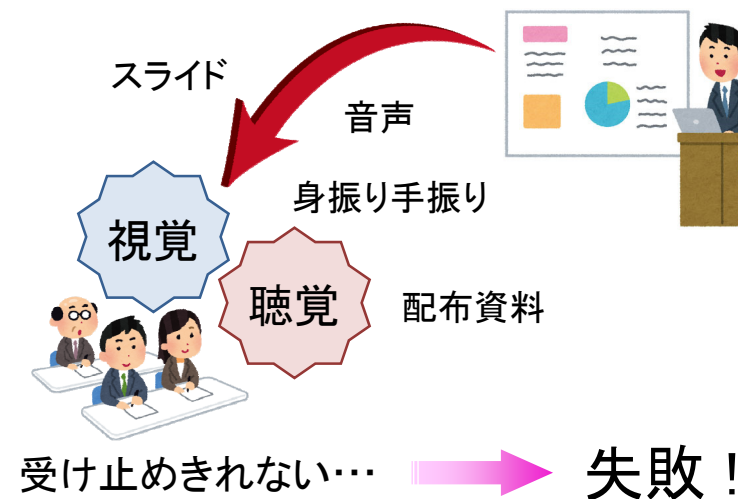 スライド
音声
身振り手振り
視覚
聴覚
配布資料
受け止めきれない…
失敗！